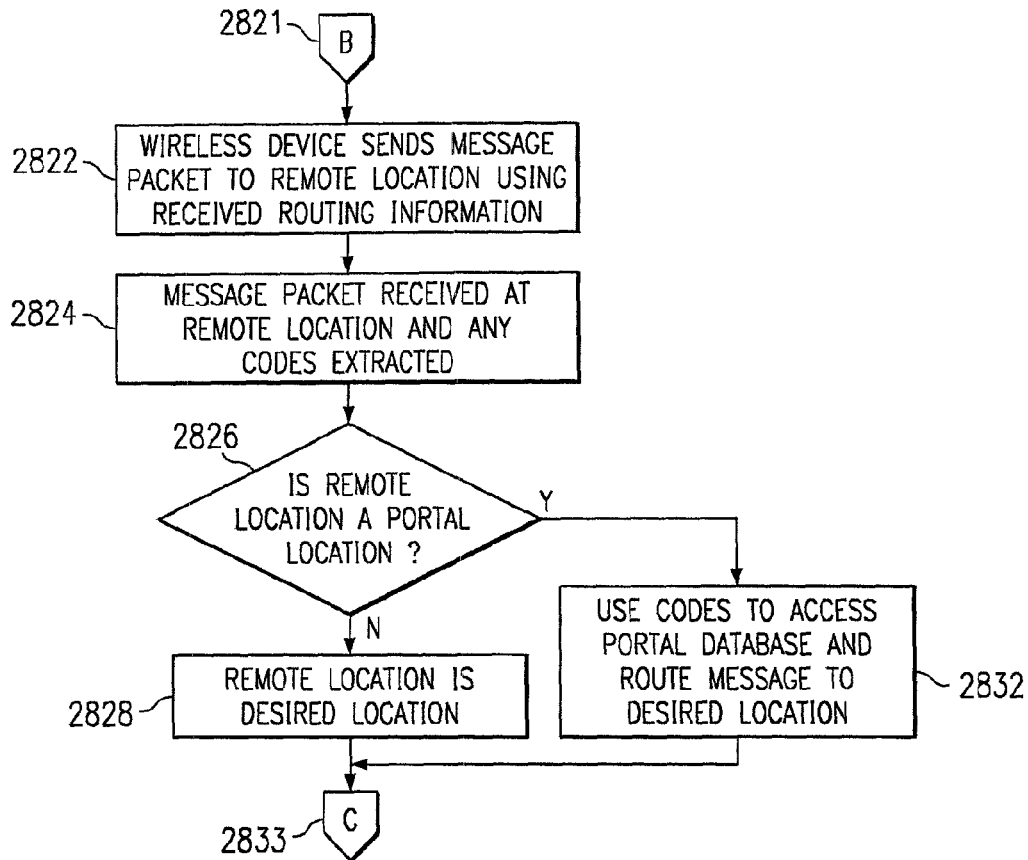 2821
B
2822
WIRELESS DEVICE SENDS MESSAGE
PACKET TO REMOTE LOCATION USING
RECEIVED ROUTING INFORMATION
2824
MESSAGE PACKET RECEIVED AT
REMOTE LOCATION AND ANY
CODES EXTRACTED
2826
IS REMOTE
LOCATION A PORTAL
LOCATION ?
Y
N
2828
REMOTE LOCATION IS
DESIRED LOCATION
USE CODES TO ACCESS
PORTAL DATABASE AND
ROUTE MESSAGE TO
DESIRED LOCATION
2832
2833
C